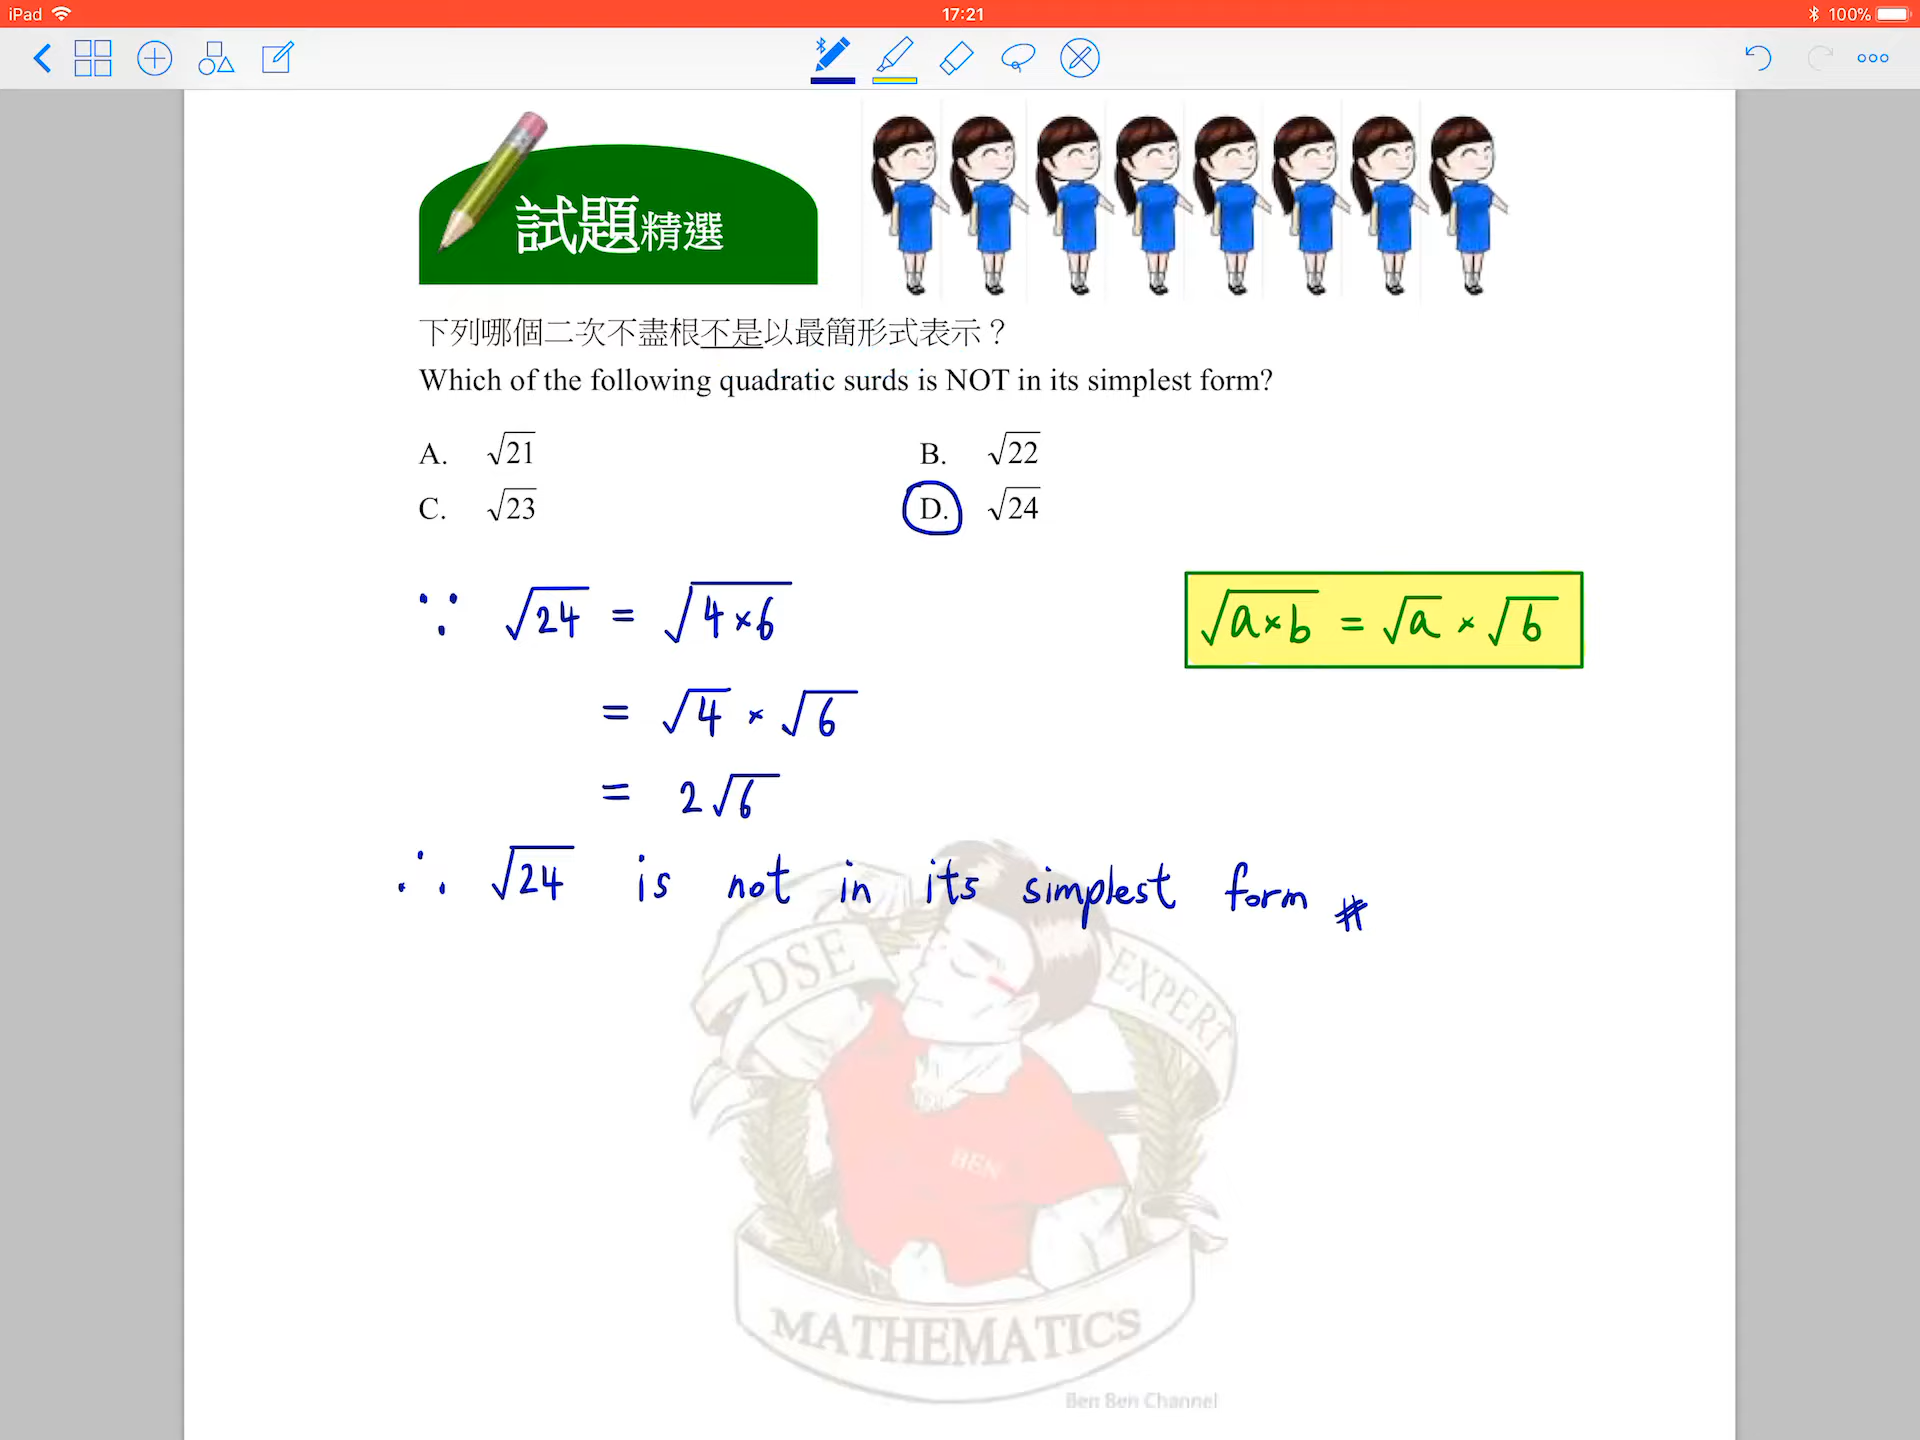 iPad 17:21 100%
試題精選
下列哪個二次不盡根不是以最簡形式表示？
Which of the following quadratic surds is NOT in its simplest form?
A. √21 B. √22
C. √23 D. √24
∵ √24 = √4×6
√a×b = √a × √b
= √4 × √6
= 2√6
∴ √24 is not in its simplest form #
DSE EXPERT
BEN
MATHEMATICS
Ben Ben Channel